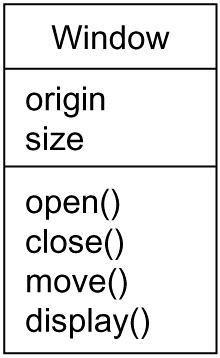 Window
origin
size
open()
close()
move()
display()